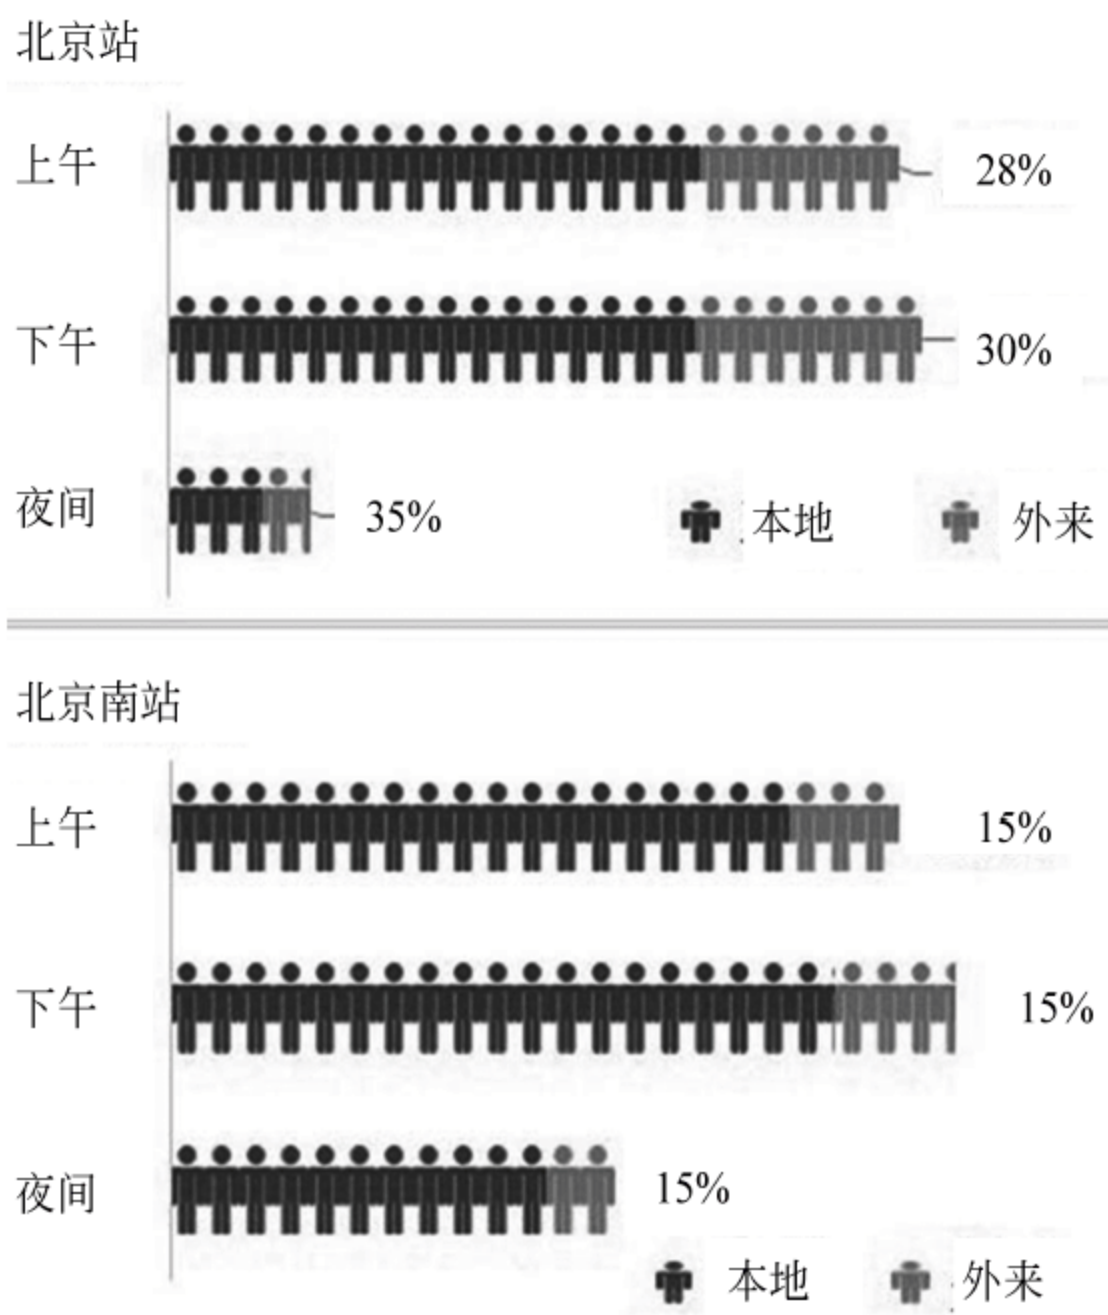 北京站
上午 28%
下午 30%
夜间 35% 本地 外来
北京南站
上午 15%
下午 15%
夜间 15%
本地 外来